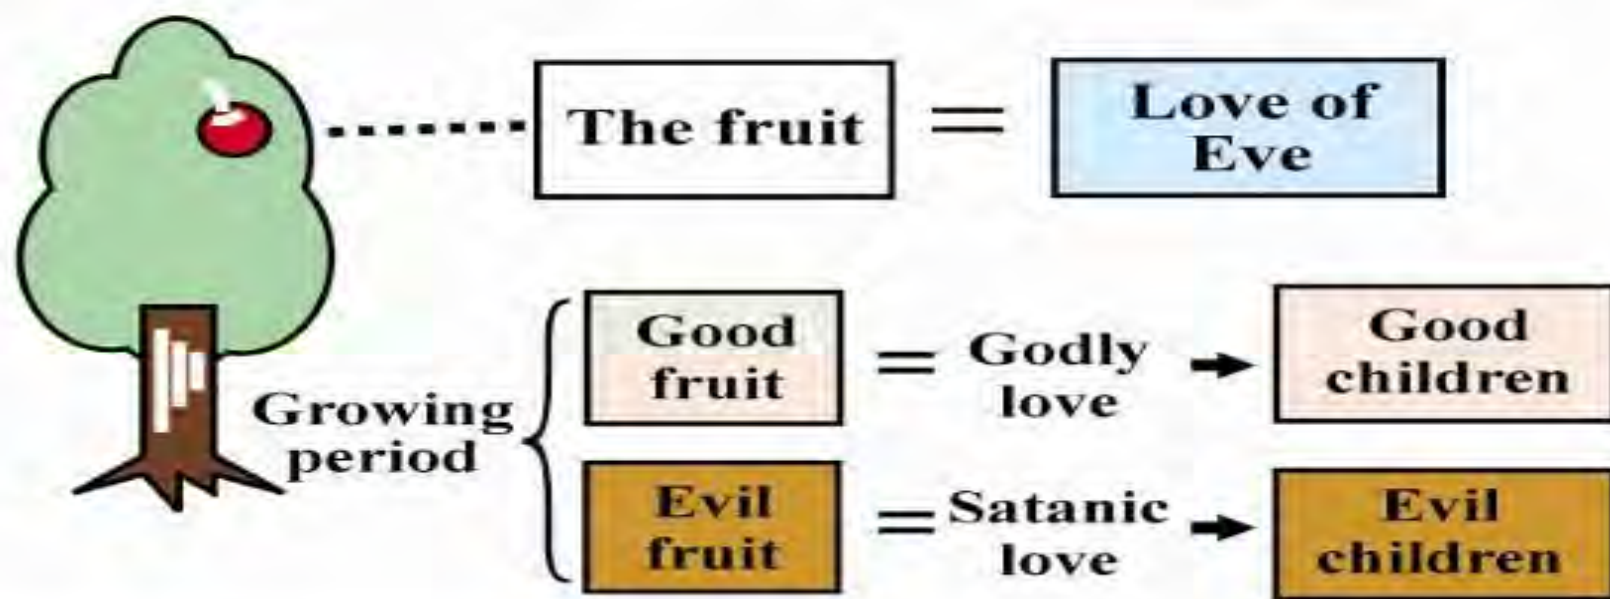 The fruit = Love of
Eve
Growing
period
Good
fruit
= Godly
love
Good
children
Evil
fruit
= Satanic
love
Evil
children